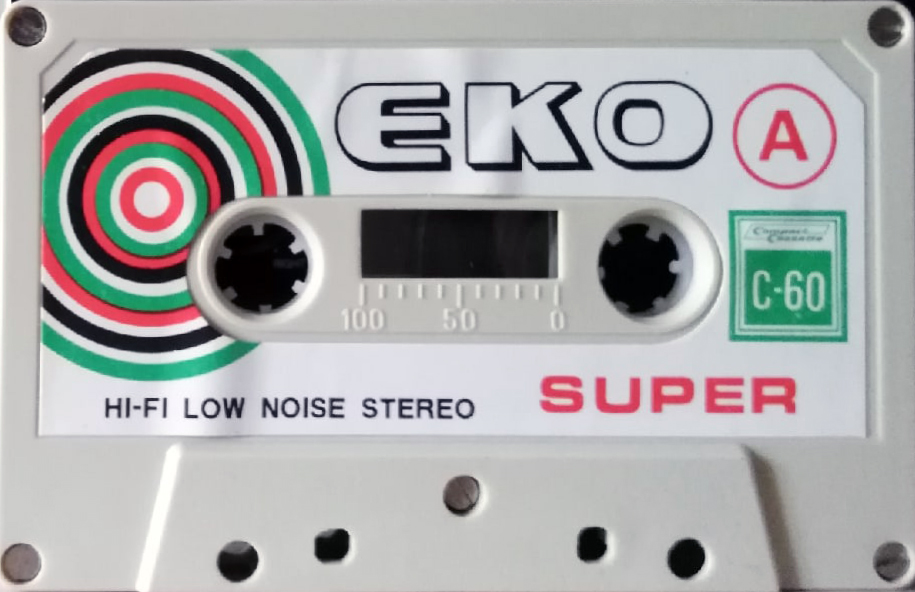 EKO
A
Compact
Cassette
C-60
100 50 0
SUPER
HI-FI LOW NOISE STEREO